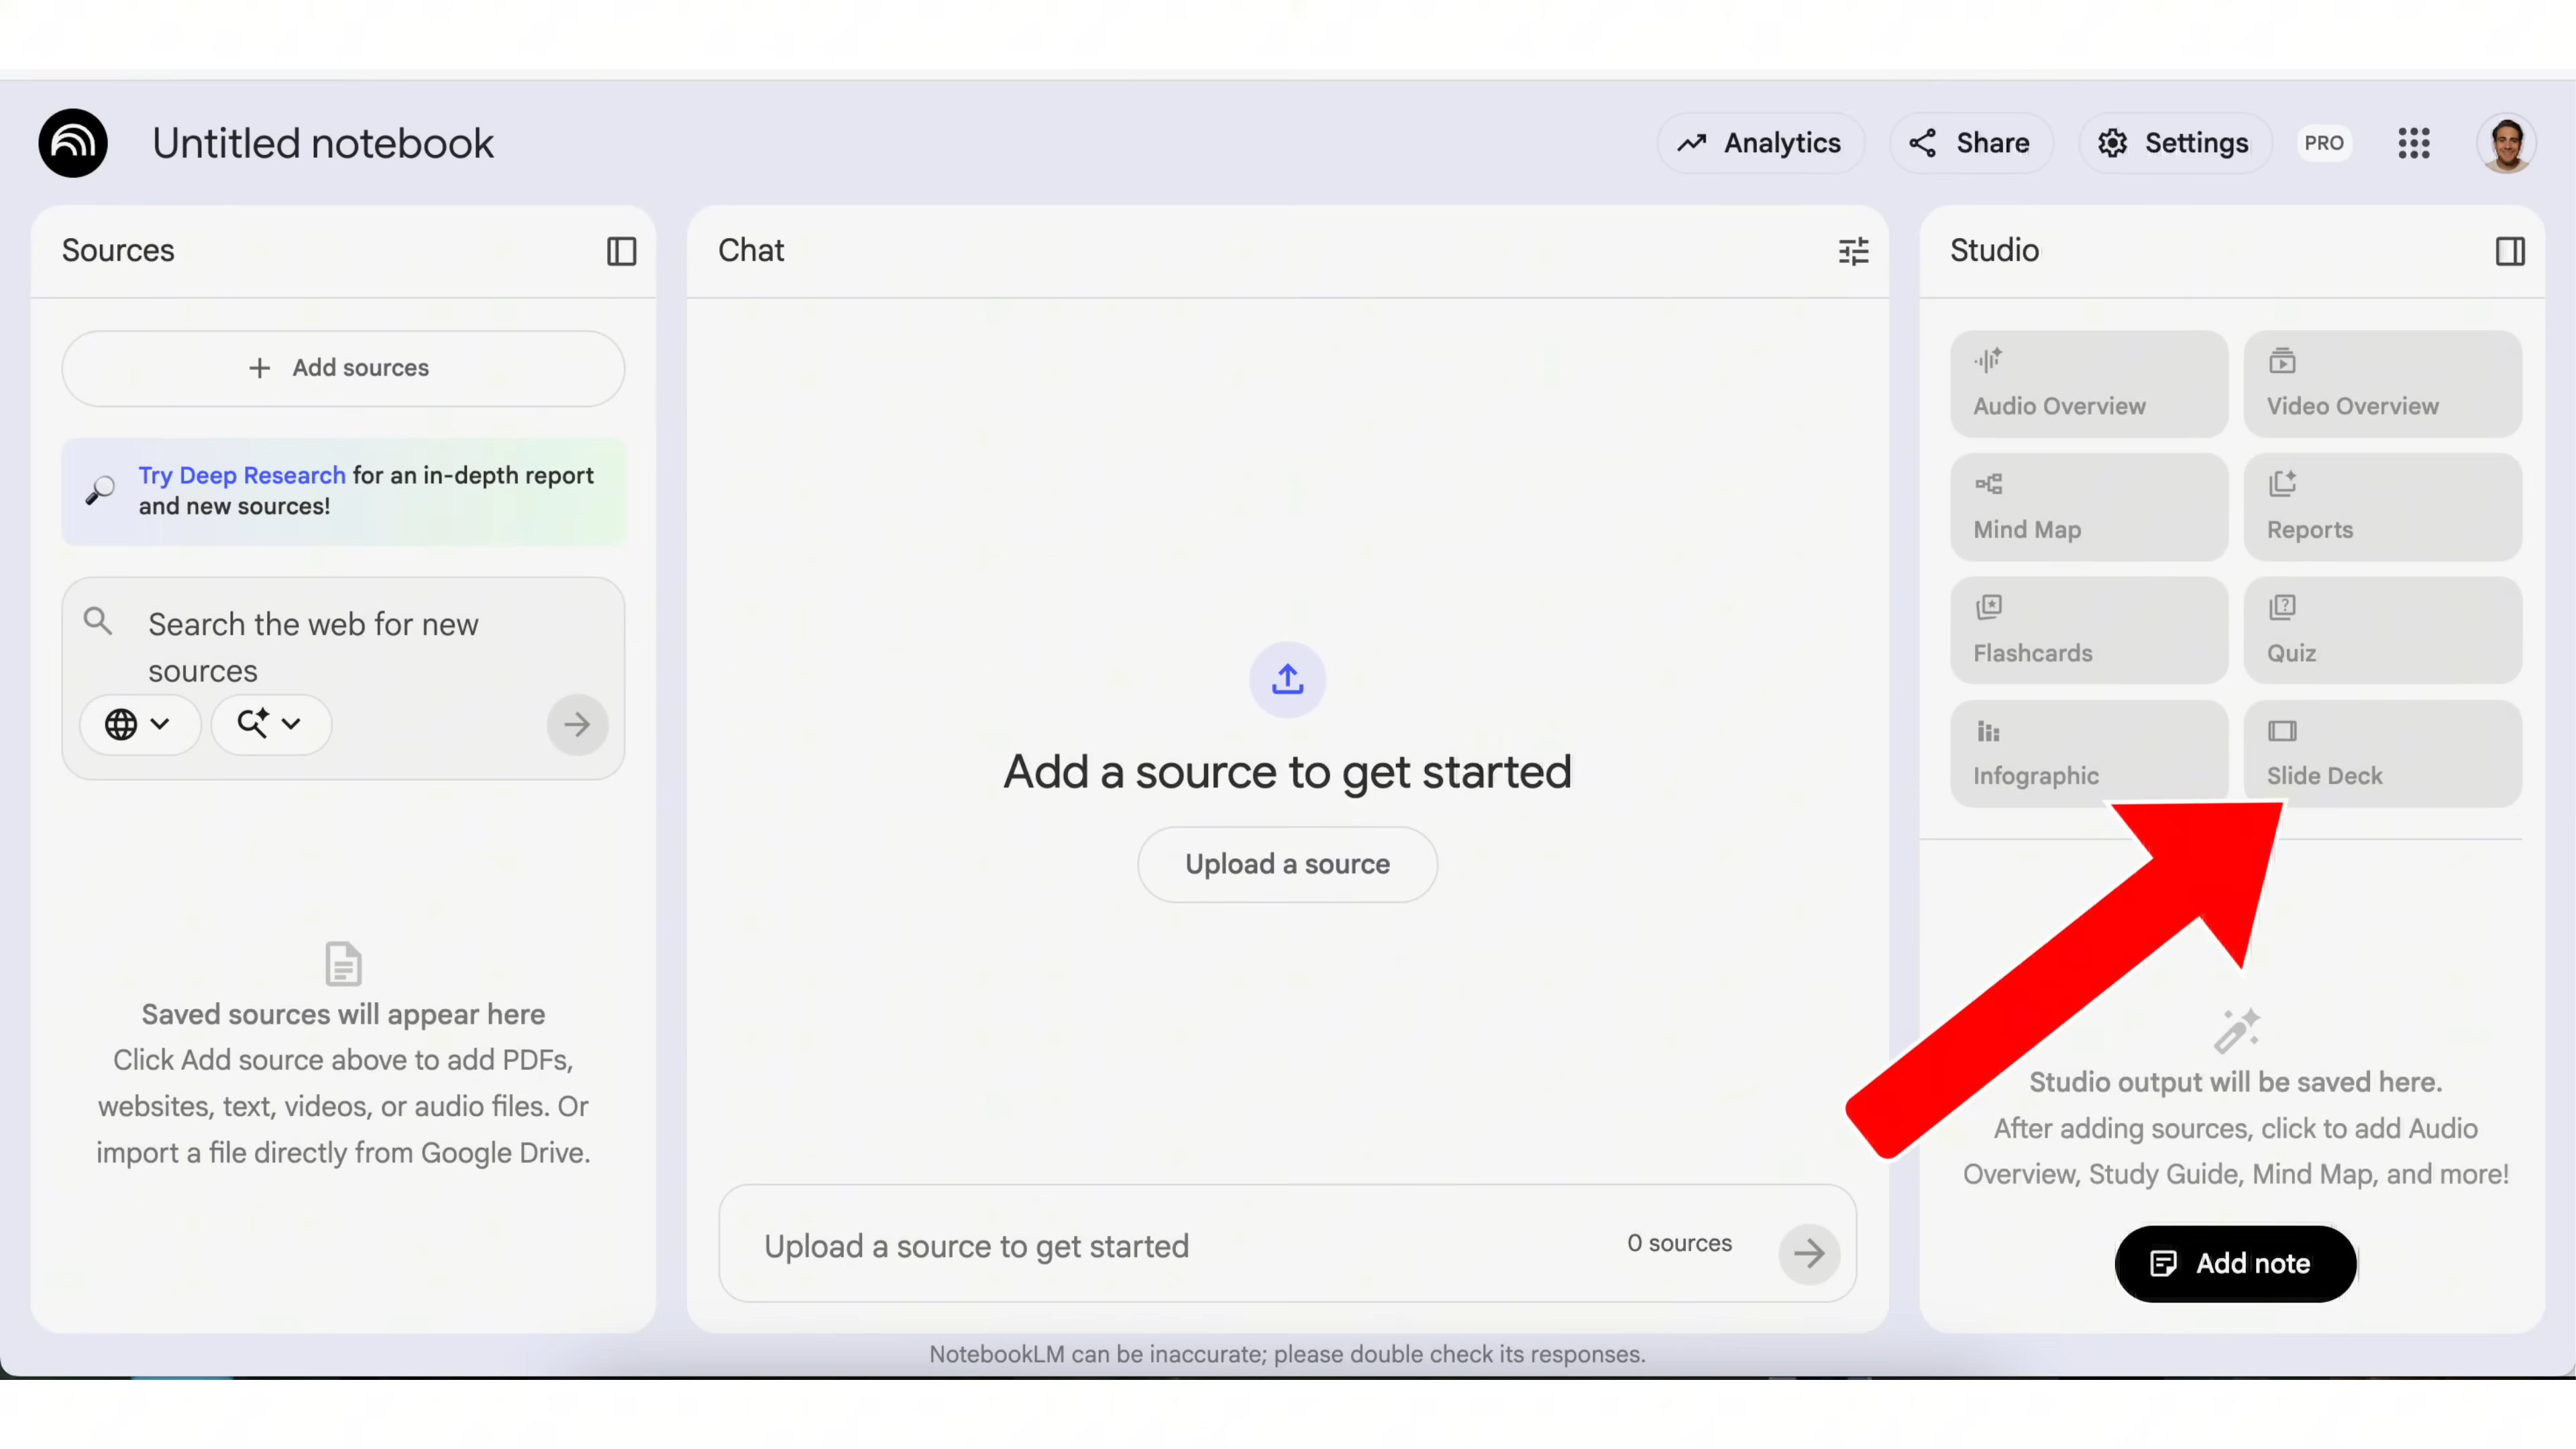 Untitled notebook
Analytics
Share
Settings
PRO
Sources
Add sources
Try Deep Research for an in-depth report
and new sources!
Search the web for new
sources
Saved sources will appear here
Click Add source above to add PDFs,
websites, text, videos, or audio files. Or
import a file directly from Google Drive.
Chat
Add a source to get started
Upload a source
Upload a source to get started
0 sources
Studio
Audio Overview
Video Overview
Mind Map
Reports
Flashcards
Quiz
Infographic
Slide Deck
Studio output will be saved here.
After adding sources, click to add Audio
Overview, Study Guide, Mind Map, and more!
Add note
NotebookLM can be inaccurate; please double check its responses.